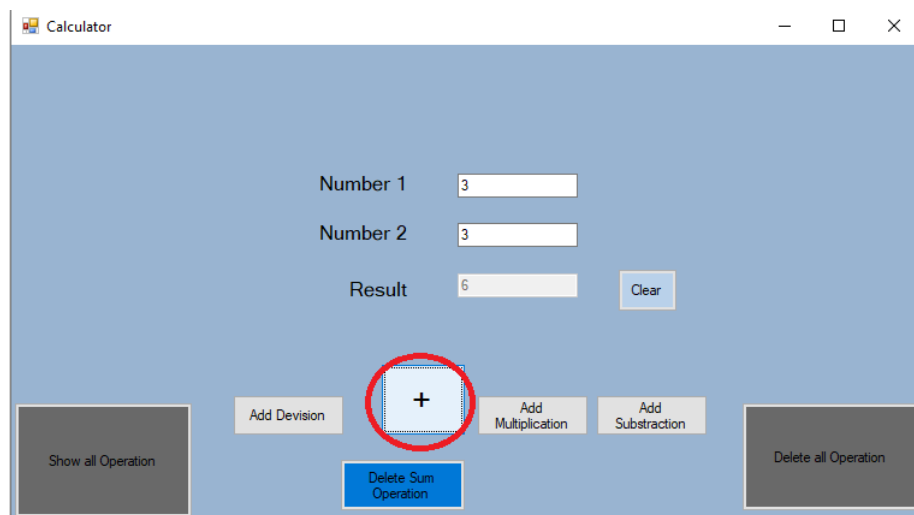 Calculator
Number 1
3
Number 2
3
Result
6
Clear
+
Add Devision
Add
Multiplication
Add
Substraction
Show all Operation
Delete Sum
Operation
Delete all Operation